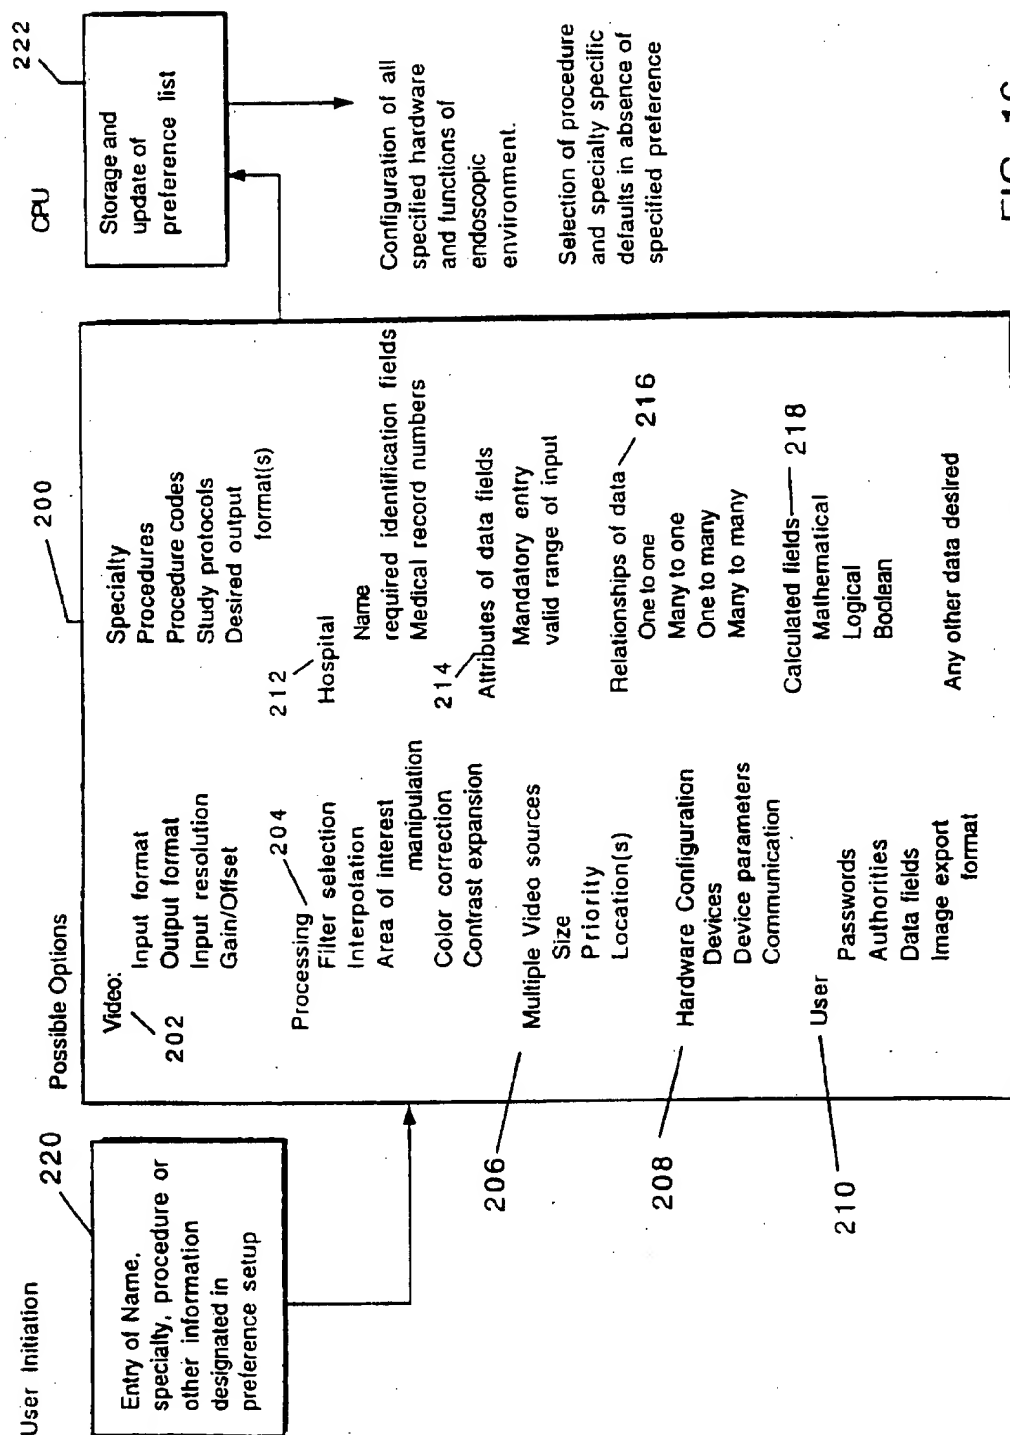 User Initiation
220
Entry of Name,
specialty, procedure or
other information
designated in
preference setup
Possible Options
200
Video:
202
Input format
Output format
Input resolution
Gain/Offset
Processing
204
Filter selection
Interpolation
Area of interest
manipulation
Color correction
Contrast expansion
206
Multiple Video sources
Size
Priority
Location(s)
208
Hardware Configuration
Devices
Device parameters
Communication
210
User
Passwords
Authorities
Data fields
Image export
format
Specialty
Procedures
Procedure codes
Study protocols
Desired output
format(s)
212
Hospital
Name
required identification fields
Medical record numbers
214
Attributes of data fields
Mandatory entry
valid range of input
Relationships of data
216
One to one
Many to one
One to many
Many to many
Calculated fields
218
Mathematical
Logical
Boolean
Any other data desired
CPU
222
Storage and
update of
preference list
Configuration of all
specified hardware
and functions of
endoscopic
environment.
Selection of procedure
and specialty specific
defaults in absence of
specified preference